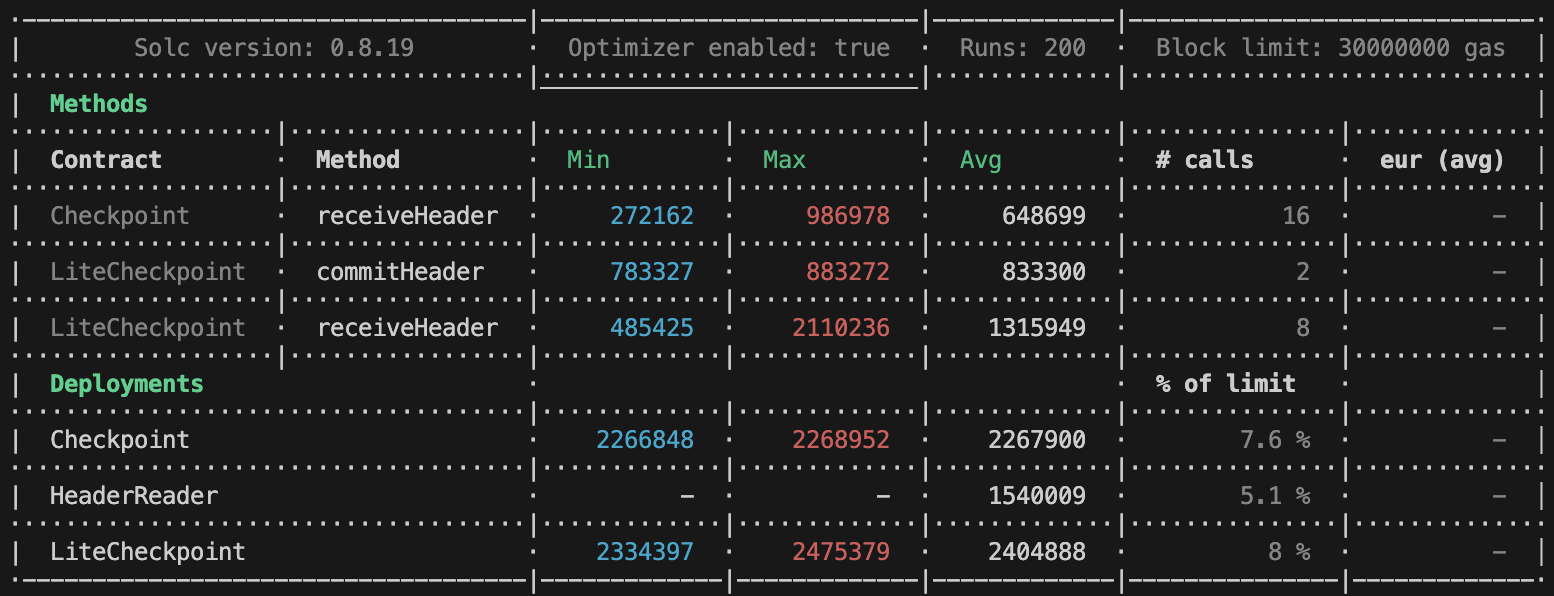 Solc version: 0.8.19 Optimizer enabled: true Runs: 200 Block limit: 30000000 gas
Methods
Contract Method Min Max Avg # calls eur (avg)
Checkpoint receiveHeader 272162 986978 648699 16 -
LiteCheckpoint commitHeader 783327 883272 833300 2 -
LiteCheckpoint receiveHeader 485425 2110236 1315949 8 -
Deployments % of limit
Checkpoint 2266848 2268952 2267900 7.6 % -
HeaderReader - - 1540009 5.1 % -
LiteCheckpoint 2334397 2475379 2404888 8 % -